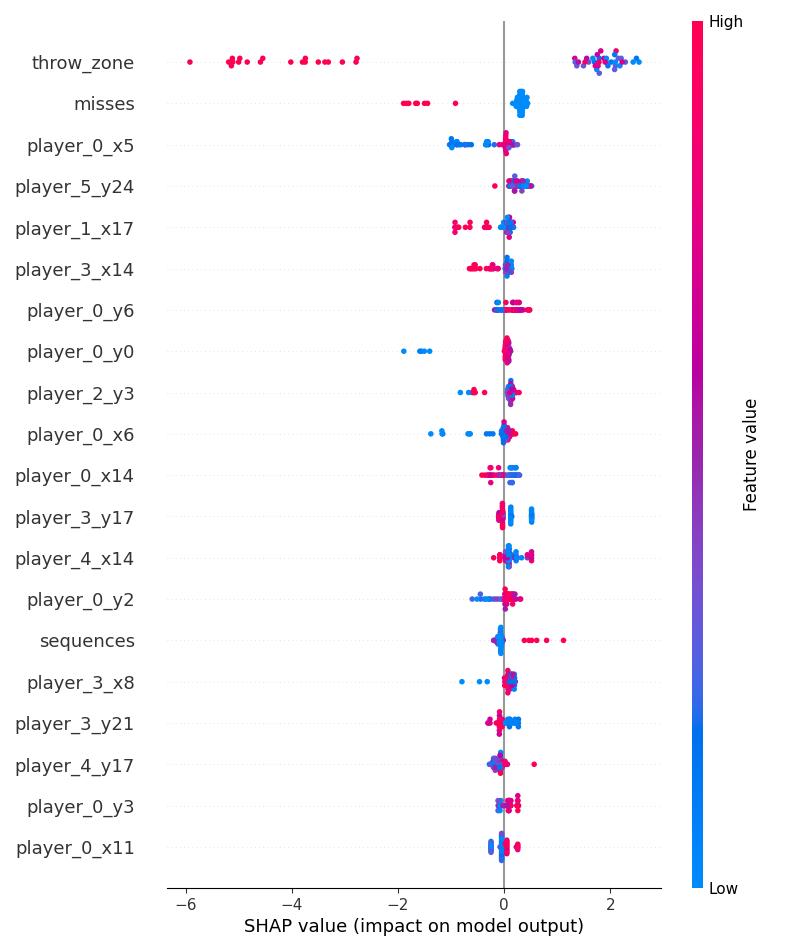 High
throw_zone
misses
player_0_x5
player_5_y24
player_1_x17
player_3_x14
player_0_y6
player_0_y0
player_2_y3
player_0_x6
player_0_x14
player_3_y17
player_4_x14
player_0_y2
sequences
player_3_x8
player_3_y21
player_4_y17
player_0_y3
player_0_x11
Feature value
Low
−6 −4 −2 0 2
SHAP value (impact on model output)